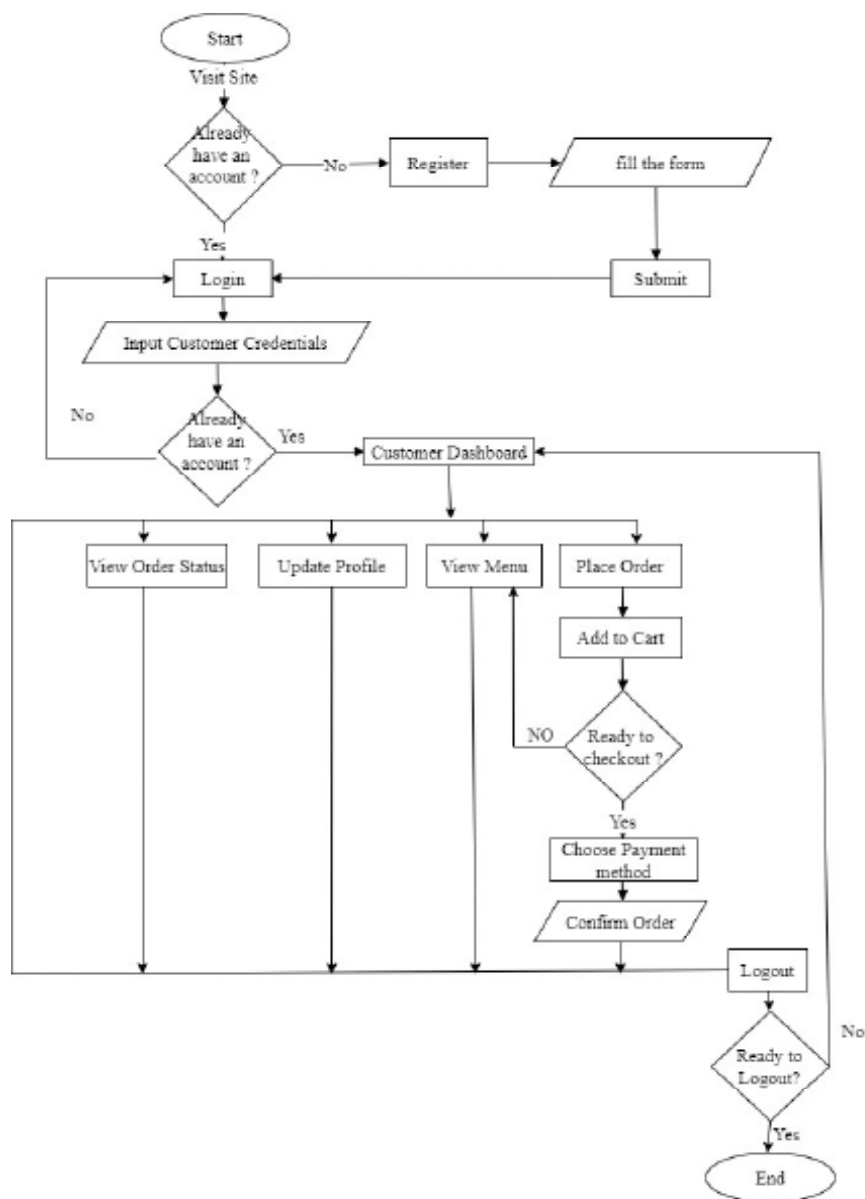 Start
Visit Site
Already
have an
account ?
No
Register
fill the form
Yes
Login
Submit
Input Customer Credentials
No
Already
have an
account ?
Yes
Customer Dashboard
View Order Status
Update Profile
View Menu
Place Order
Add to Cart
NO
Ready to
checkout ?
Yes
Choose Payment
method
Confirm Order
Logout
No
Ready to
Logout?
Yes
End